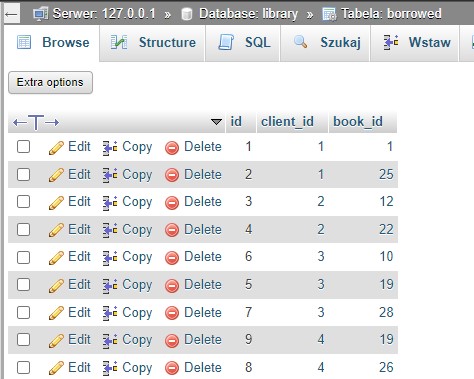 Serwer: 127.0.0.1 » Database: library » Tabela: borrowed
Browse Structure SQL Szukaj Wstaw
Extra options
id client_id book_id
Edit Copy Delete 1 1 1
Edit Copy Delete 2 1 25
Edit Copy Delete 3 2 12
Edit Copy Delete 4 2 22
Edit Copy Delete 6 3 10
Edit Copy Delete 5 3 19
Edit Copy Delete 7 3 28
Edit Copy Delete 9 4 19
Edit Copy Delete 8 4 26